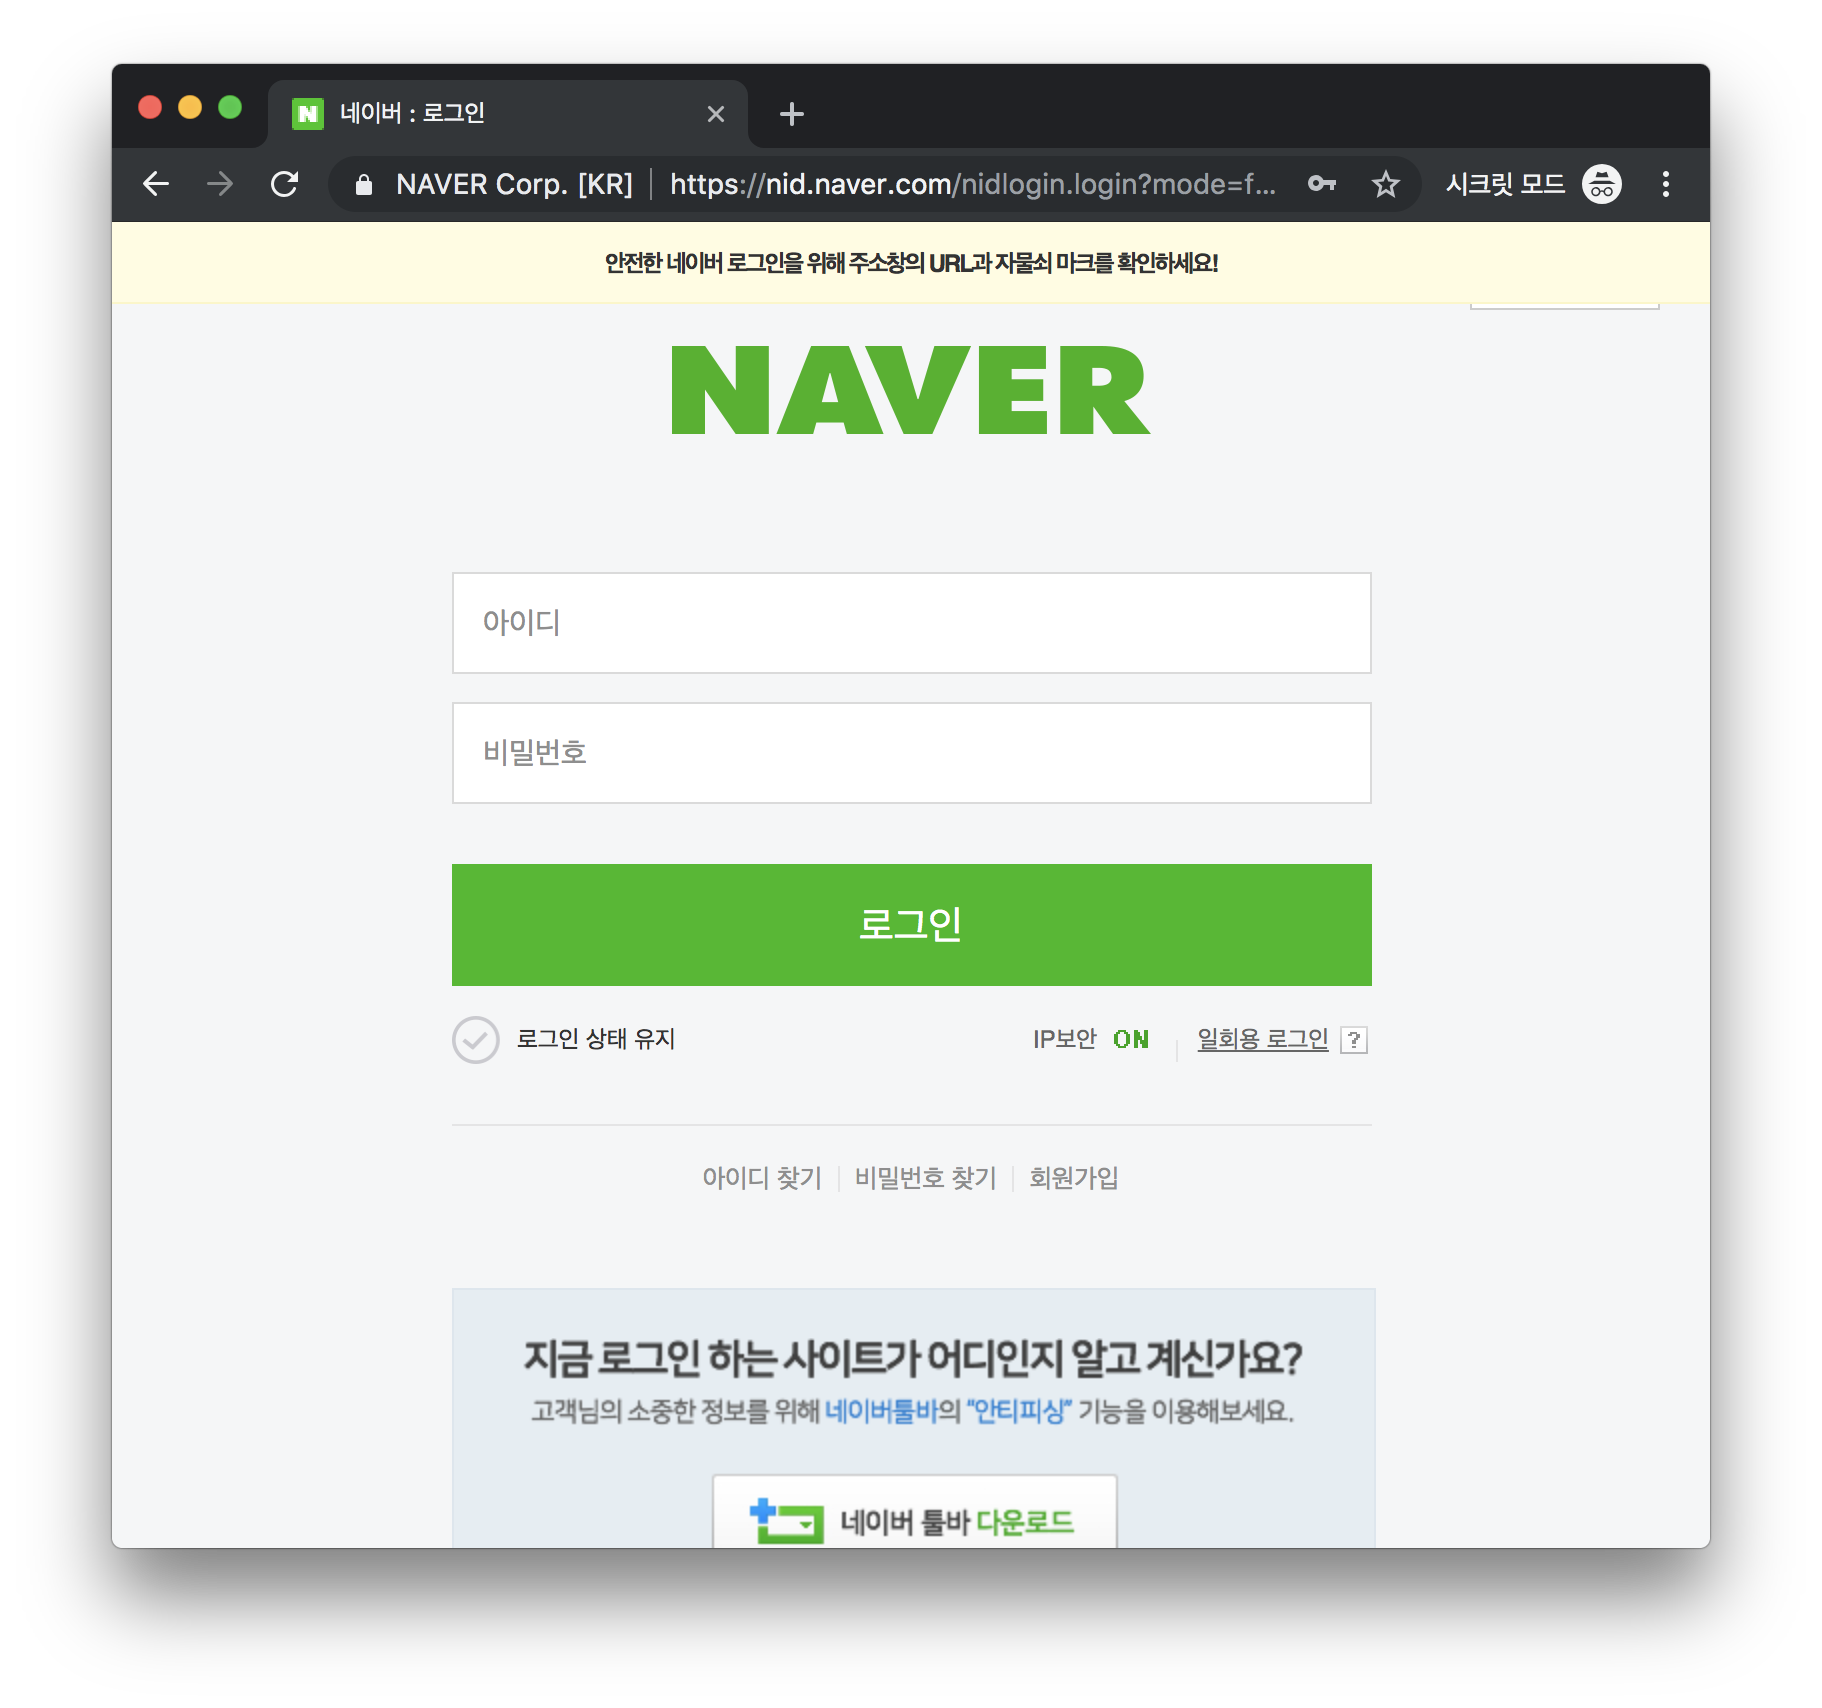 네이버 : 로그인
NAVER Corp. [KR] | https://nid.naver.com/nidlogin.login?mode=f... 시크릿 모드
안전한 네이버 로그인을 위해 주소창의 URL과 자물쇠 마크를 확인하세요!
NAVER
아이디
비밀번호
로그인
로그인 상태 유지 IP보안 ON 일회용 로그인 ?
아이디 찾기 비밀번호 찾기 회원가입
지금 로그인 하는 사이트가 어디인지 알고 계신가요?
고객님의 소중한 정보를 위해 네이버툴바의 “안티피싱” 기능을 이용해보세요.
네이버 툴바 다운로드